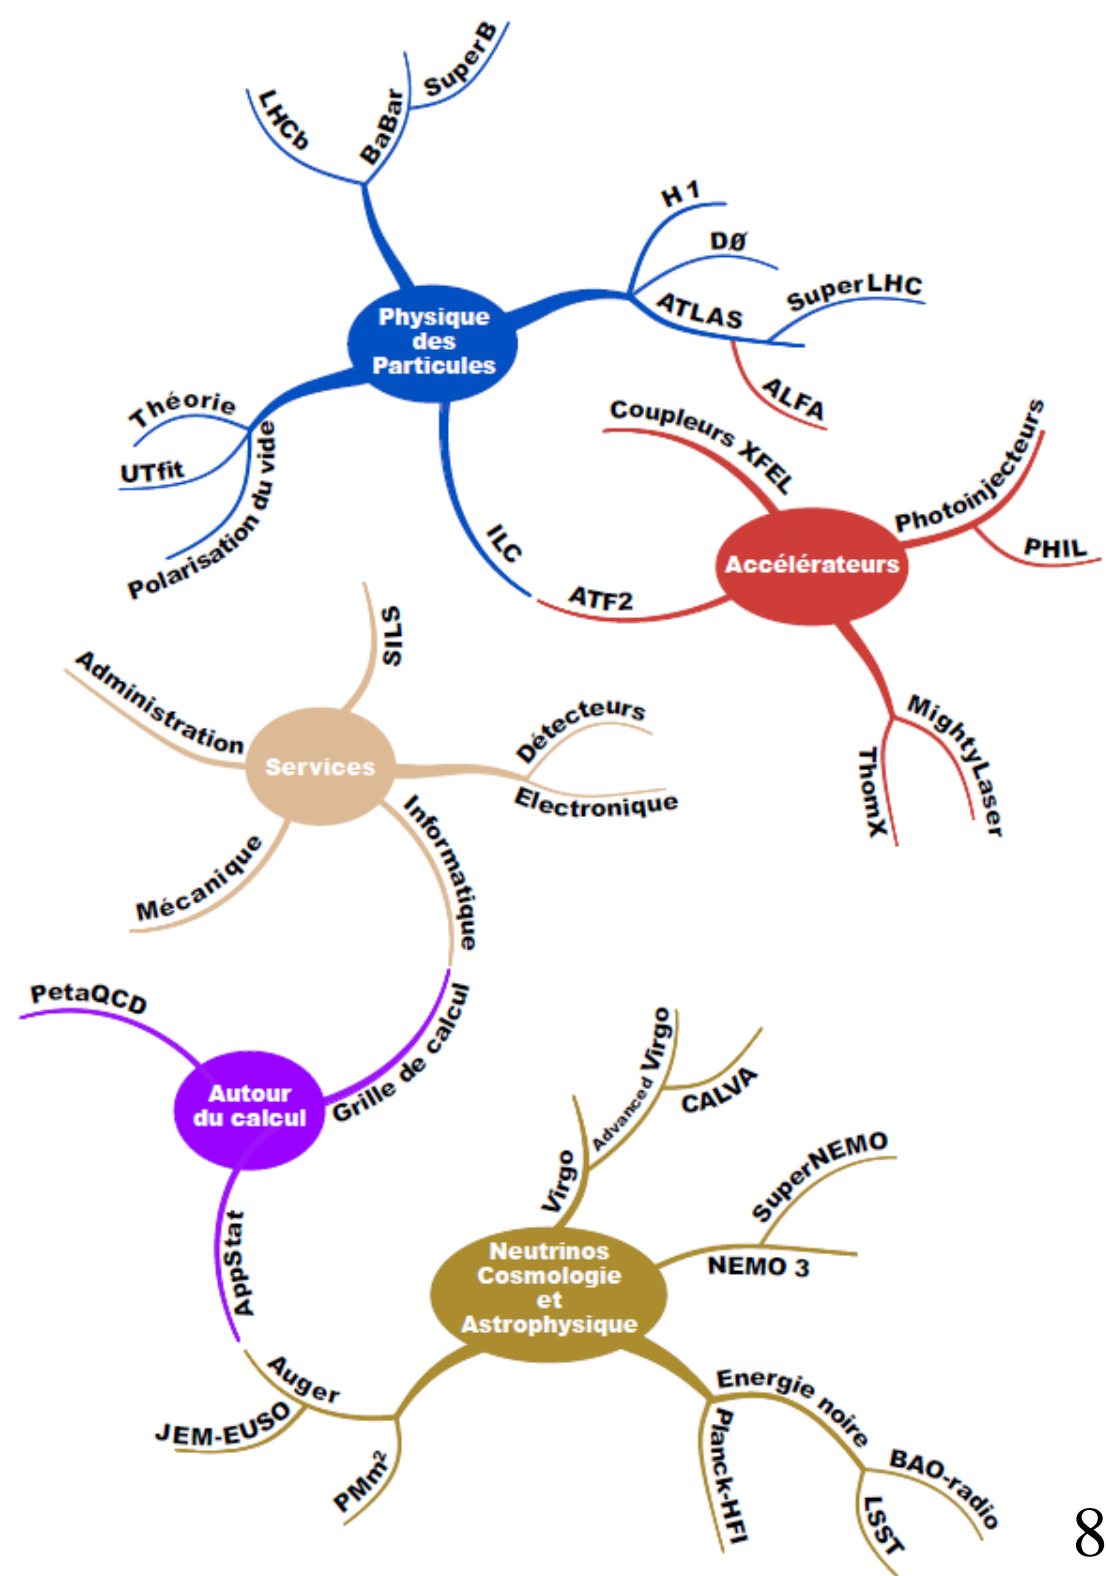 SuperB
BaBar
LHCb
H1
DØ
SuperLHC
ATLAS
ALFA
Physique
des
Particules
Théorie
UTfit
Polarisation du vide
ILC
Coupleurs XFEL
Photoinjecteurs
PHIL
Accélérateurs
ATF2
MightyLaser
ThomX
SILS
Administration
Services
Détecteurs
Electronique
Informatique
Mécanique
PetaQCD
Grille de calcul
Autour
du calcul
AppStat
Advanced Virgo
CALVA
Virgo
SuperNEMO
NEMO 3
Neutrinos
Cosmologie
et
Astrophysique
Auger
JEM-EUSO
PMm²
Energie noire
Planck-HFI
BAO-radio
LSST
8